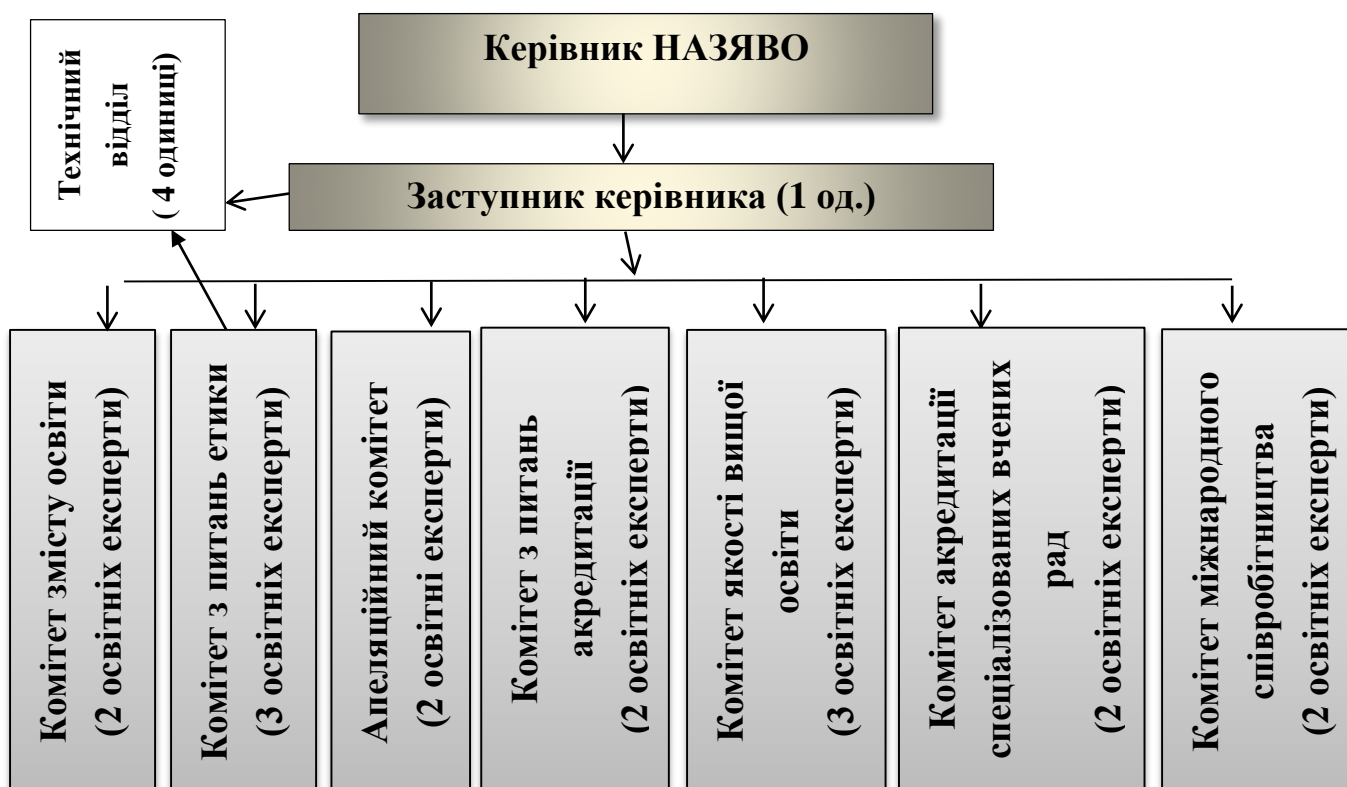 Керівник НАЗЯВО
Технічний
відділ
( 4 одиниці)
Заступник керівника (1 од.)
Комітет змісту освіти
(2 освітніх експерти)
Комітет з питань етики
(3 освітніх експерти)
Апеляційний комітет
(2 освітні експерти)
Комітет з питань
акредитації
(2 освітніх експерти)
Комітет якості вищої
освіти
(3 освітніх експерти)
Комітет акредитації
спеціалізованих вчених
рад
(2 освітніх експерти)
Комітет міжнародного
співробітництва
(2 освітніх експерти)